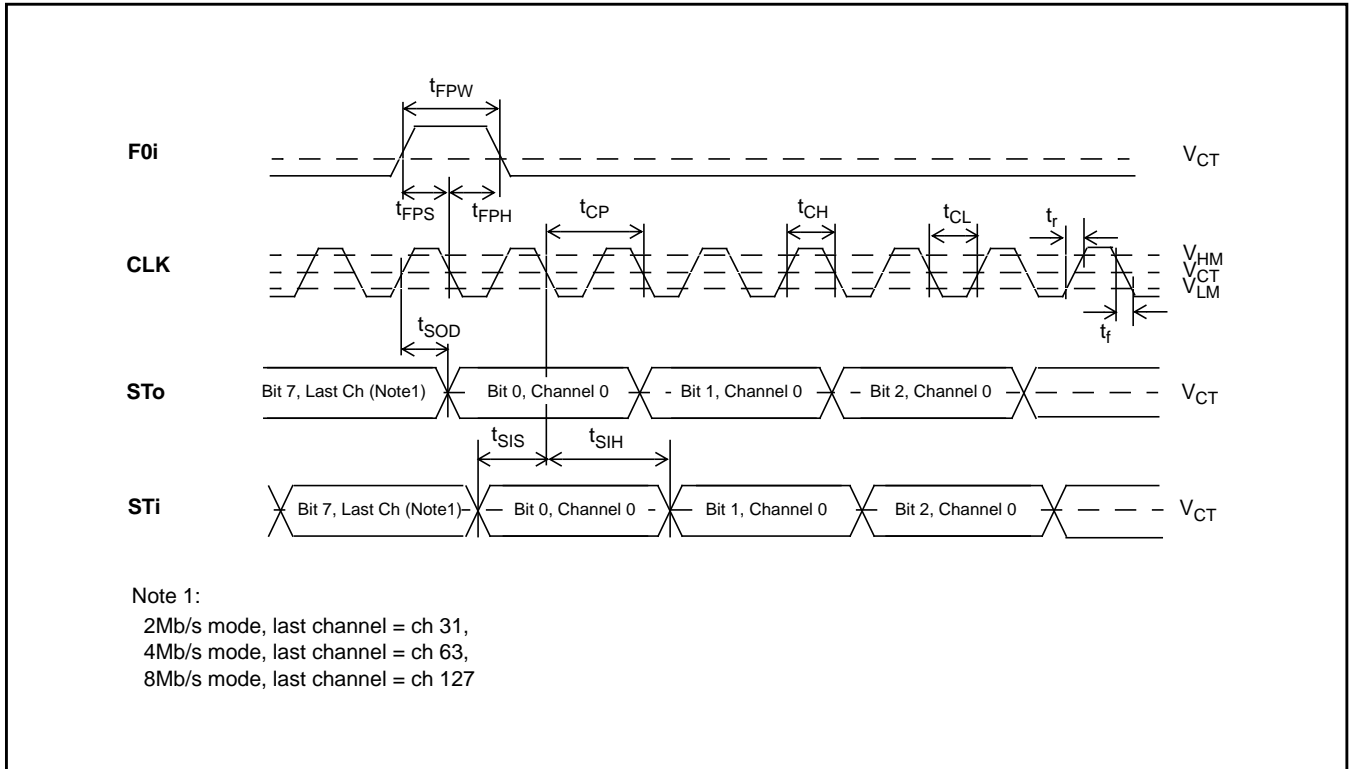 tFPW
F0i
VCT
tFPS
tFPH
tCP
tCH
tCL
tr
CLK
VHM
VCT
VLM
tf
tSOD
STo
Bit 7, Last Ch (Note1)
Bit 0, Channel 0
Bit 1, Channel 0
Bit 2, Channel 0
VCT
tSIS
tSIH
STi
Bit 7, Last Ch (Note1)
Bit 0, Channel 0
Bit 1, Channel 0
Bit 2, Channel 0
VCT
Note 1:
2Mb/s mode, last channel = ch 31,
4Mb/s mode, last channel = ch 63,
8Mb/s mode, last channel = ch 127